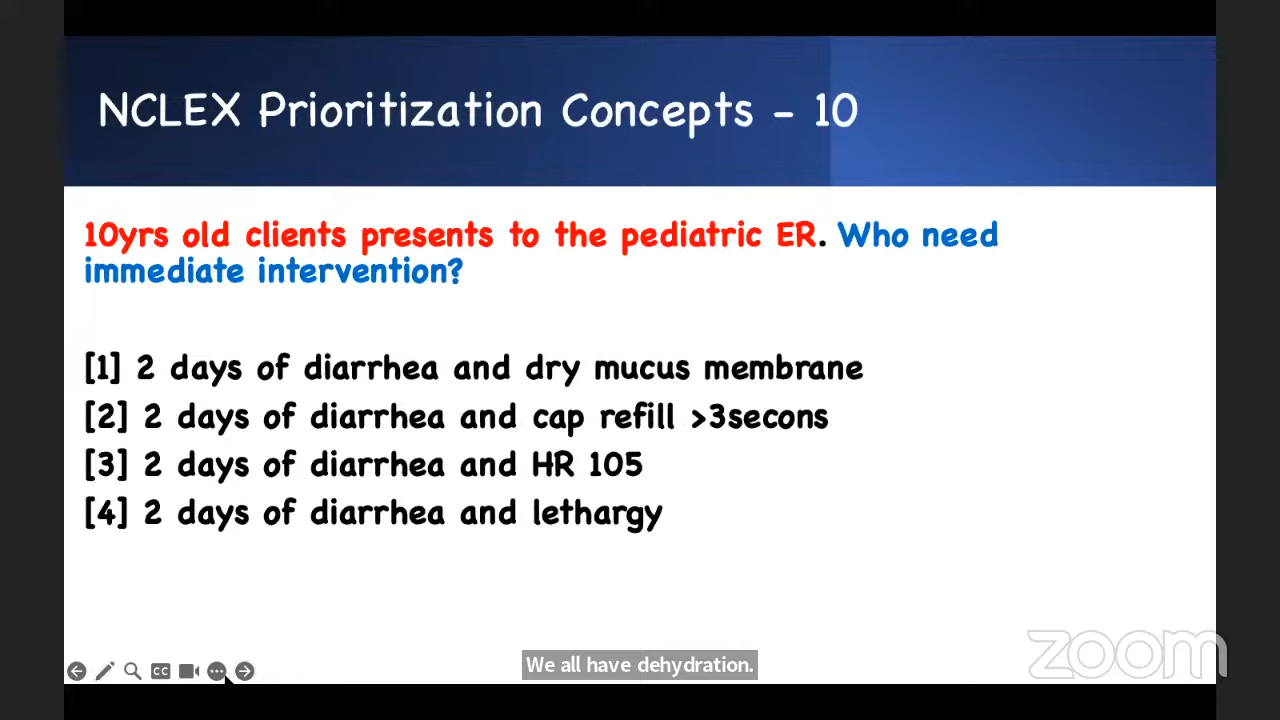 NCLEX Prioritization Concepts - 10
10yrs old clients presents to the pediatric ER. Who need
immediate intervention?
[1] 2 days of diarrhea and dry mucus membrane
[2] 2 days of diarrhea and cap refill >3secons
[3] 2 days of diarrhea and HR 105
[4] 2 days of diarrhea and lethargy
CC
We all have dehydration.
zoom